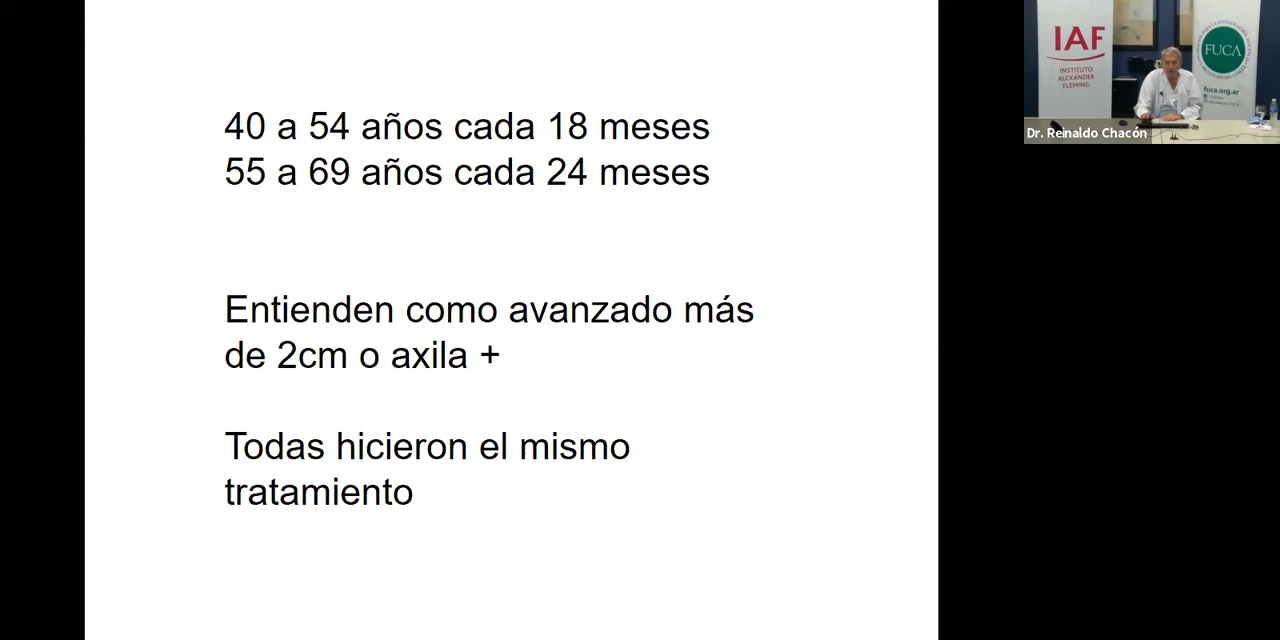 40 a 54 años cada 18 meses
55 a 69 años cada 24 meses
Entienden como avanzado más
de 2cm o axila +
Todas hicieron el mismo
tratamiento
IAF
INSTITUTO
ALEXANDER
FLEMING
FUCA
fuca.org.ar
Dr. Reinaldo Chacón